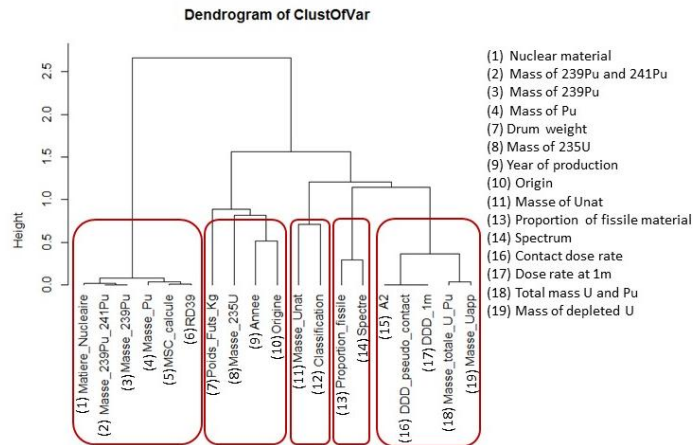 Dendrogram of ClustOfVar
Height
2.5
2.0
1.5
1.0
0.5
0.0
(1) Matiere_Nucleaire
(2) Masse_239Pu_241Pu
(3) Masse_239Pu
(4) Masse_Pu
(5) MSC_calcule
(6) RD39
(7) Poids_Futs_Kg
(8) Masse_235U
(9) Annee
(10) Origine
(11) Masse_Unat
(12) Classification
(13) Proportion_fissile
(14) Spectre
(15) A2
(16) DDD_pseudo_contact
(17) DDD_1m
(18) Masse_totale_U_Pu
(19) Masse_Uapp
(1) Nuclear material
(2) Mass of 239Pu and 241Pu
(3) Mass of 239Pu
(4) Mass of Pu
(7) Drum weight
(8) Mass of 235U
(9) Year of production
(10) Origin
(11) Masse of Unat
(13) Proportion of fissile material
(14) Spectrum
(16) Contact dose rate
(17) Dose rate at 1m
(18) Total mass U and Pu
(19) Mass of depleted U